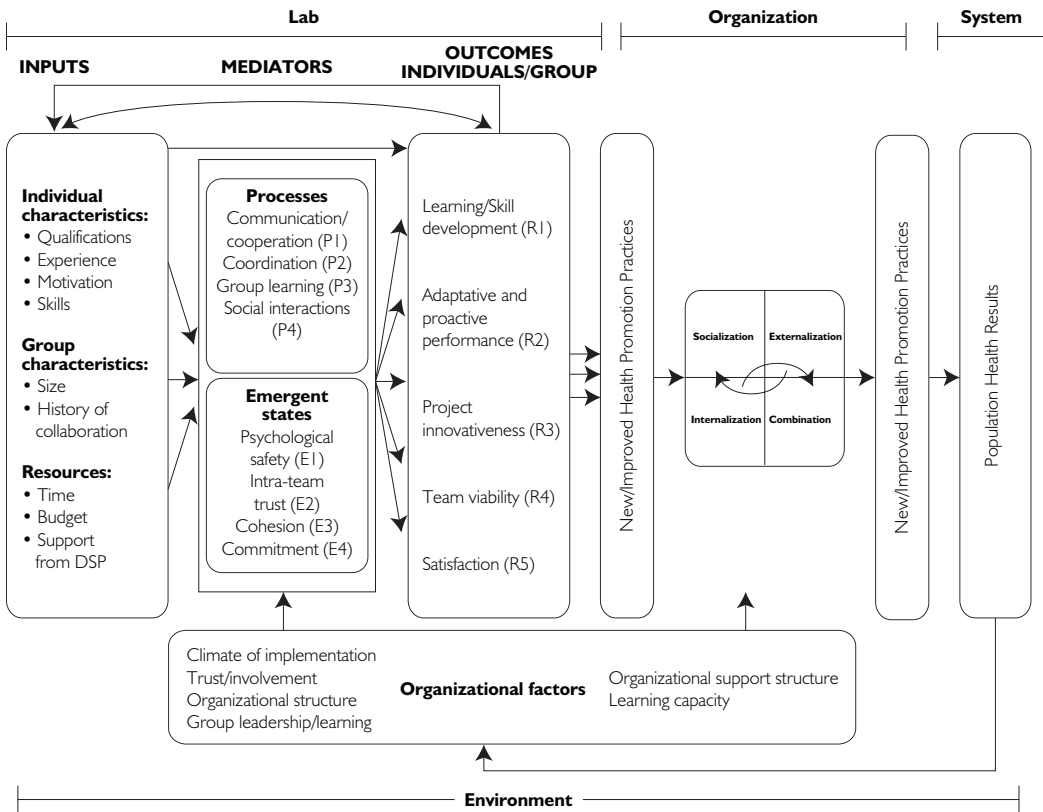 Lab
Organization
System
INPUTS
MEDIATORS
OUTCOMES
INDIVIDUALS/GROUP
Individual
characteristics:
• Qualifications
• Experience
• Motivation
• Skills
Group
characteristics:
• Size
• History of
collaboration
Resources:
• Time
• Budget
• Support
from DSP
Processes
Communication/
cooperation (P1)
Coordination (P2)
Group learning (P3)
Social interactions
(P4)
Emergent
states
Psychological
safety (E1)
Intra-team
trust (E2)
Cohesion (E3)
Commitment (E4)
Learning/Skill
development (R1)
Adaptative and
proactive
performance (R2)
Project
innovativeness (R3)
Team viability (R4)
Satisfaction (R5)
New/Improved Health Promotion Practices
Socialization
Externalization
Internalization
Combination
New/Improved Health Promotion Practices
Population Health Results
Climate of implementation
Trust/involvement
Organizational structure
Group leadership/learning
Organizational factors
Organizational support structure
Learning capacity
Environment